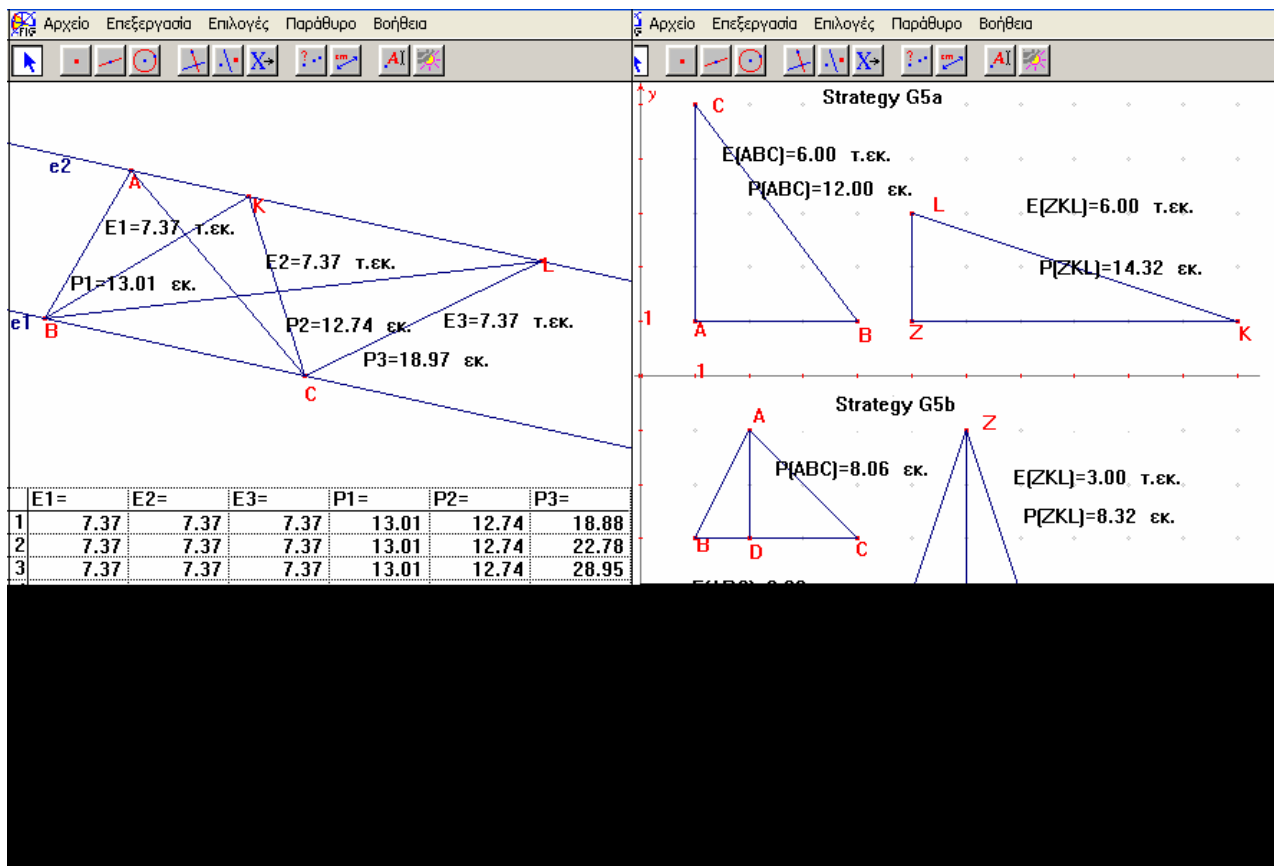 Αρχείο Επεξεργασία Επιλογές Παράθυρο Βοήθεια
e2
A
K
E1=7.37 τ.εκ.
E2=7.37 τ.εκ.
L
P1=13.01 εκ.
e1
B
P2=12.74 εκ.
E3=7.37 τ.εκ.
P3=18.97 εκ.
C
E1= E2= E3= P1= P2= P3=
1 7.37 7.37 7.37 13.01 12.74 18.88
2 7.37 7.37 7.37 13.01 12.74 22.78
3 7.37 7.37 7.37 13.01 12.74 28.95
Αρχείο Επεξεργασία Επιλογές Παράθυρο Βοήθεια
y
Strategy G5a
C
E(ABC)=6.00 τ.εκ.
P(ABC)=12.00 εκ.
L
E(ZKL)=6.00 τ.εκ.
P(ZKL)=14.32 εκ.
1
A
B
Z
K
1
Strategy G5b
A
Z
P(ABC)=8.06 εκ.
E(ZKL)=3.00 τ.εκ.
P(ZKL)=8.32 εκ.
B
D
C